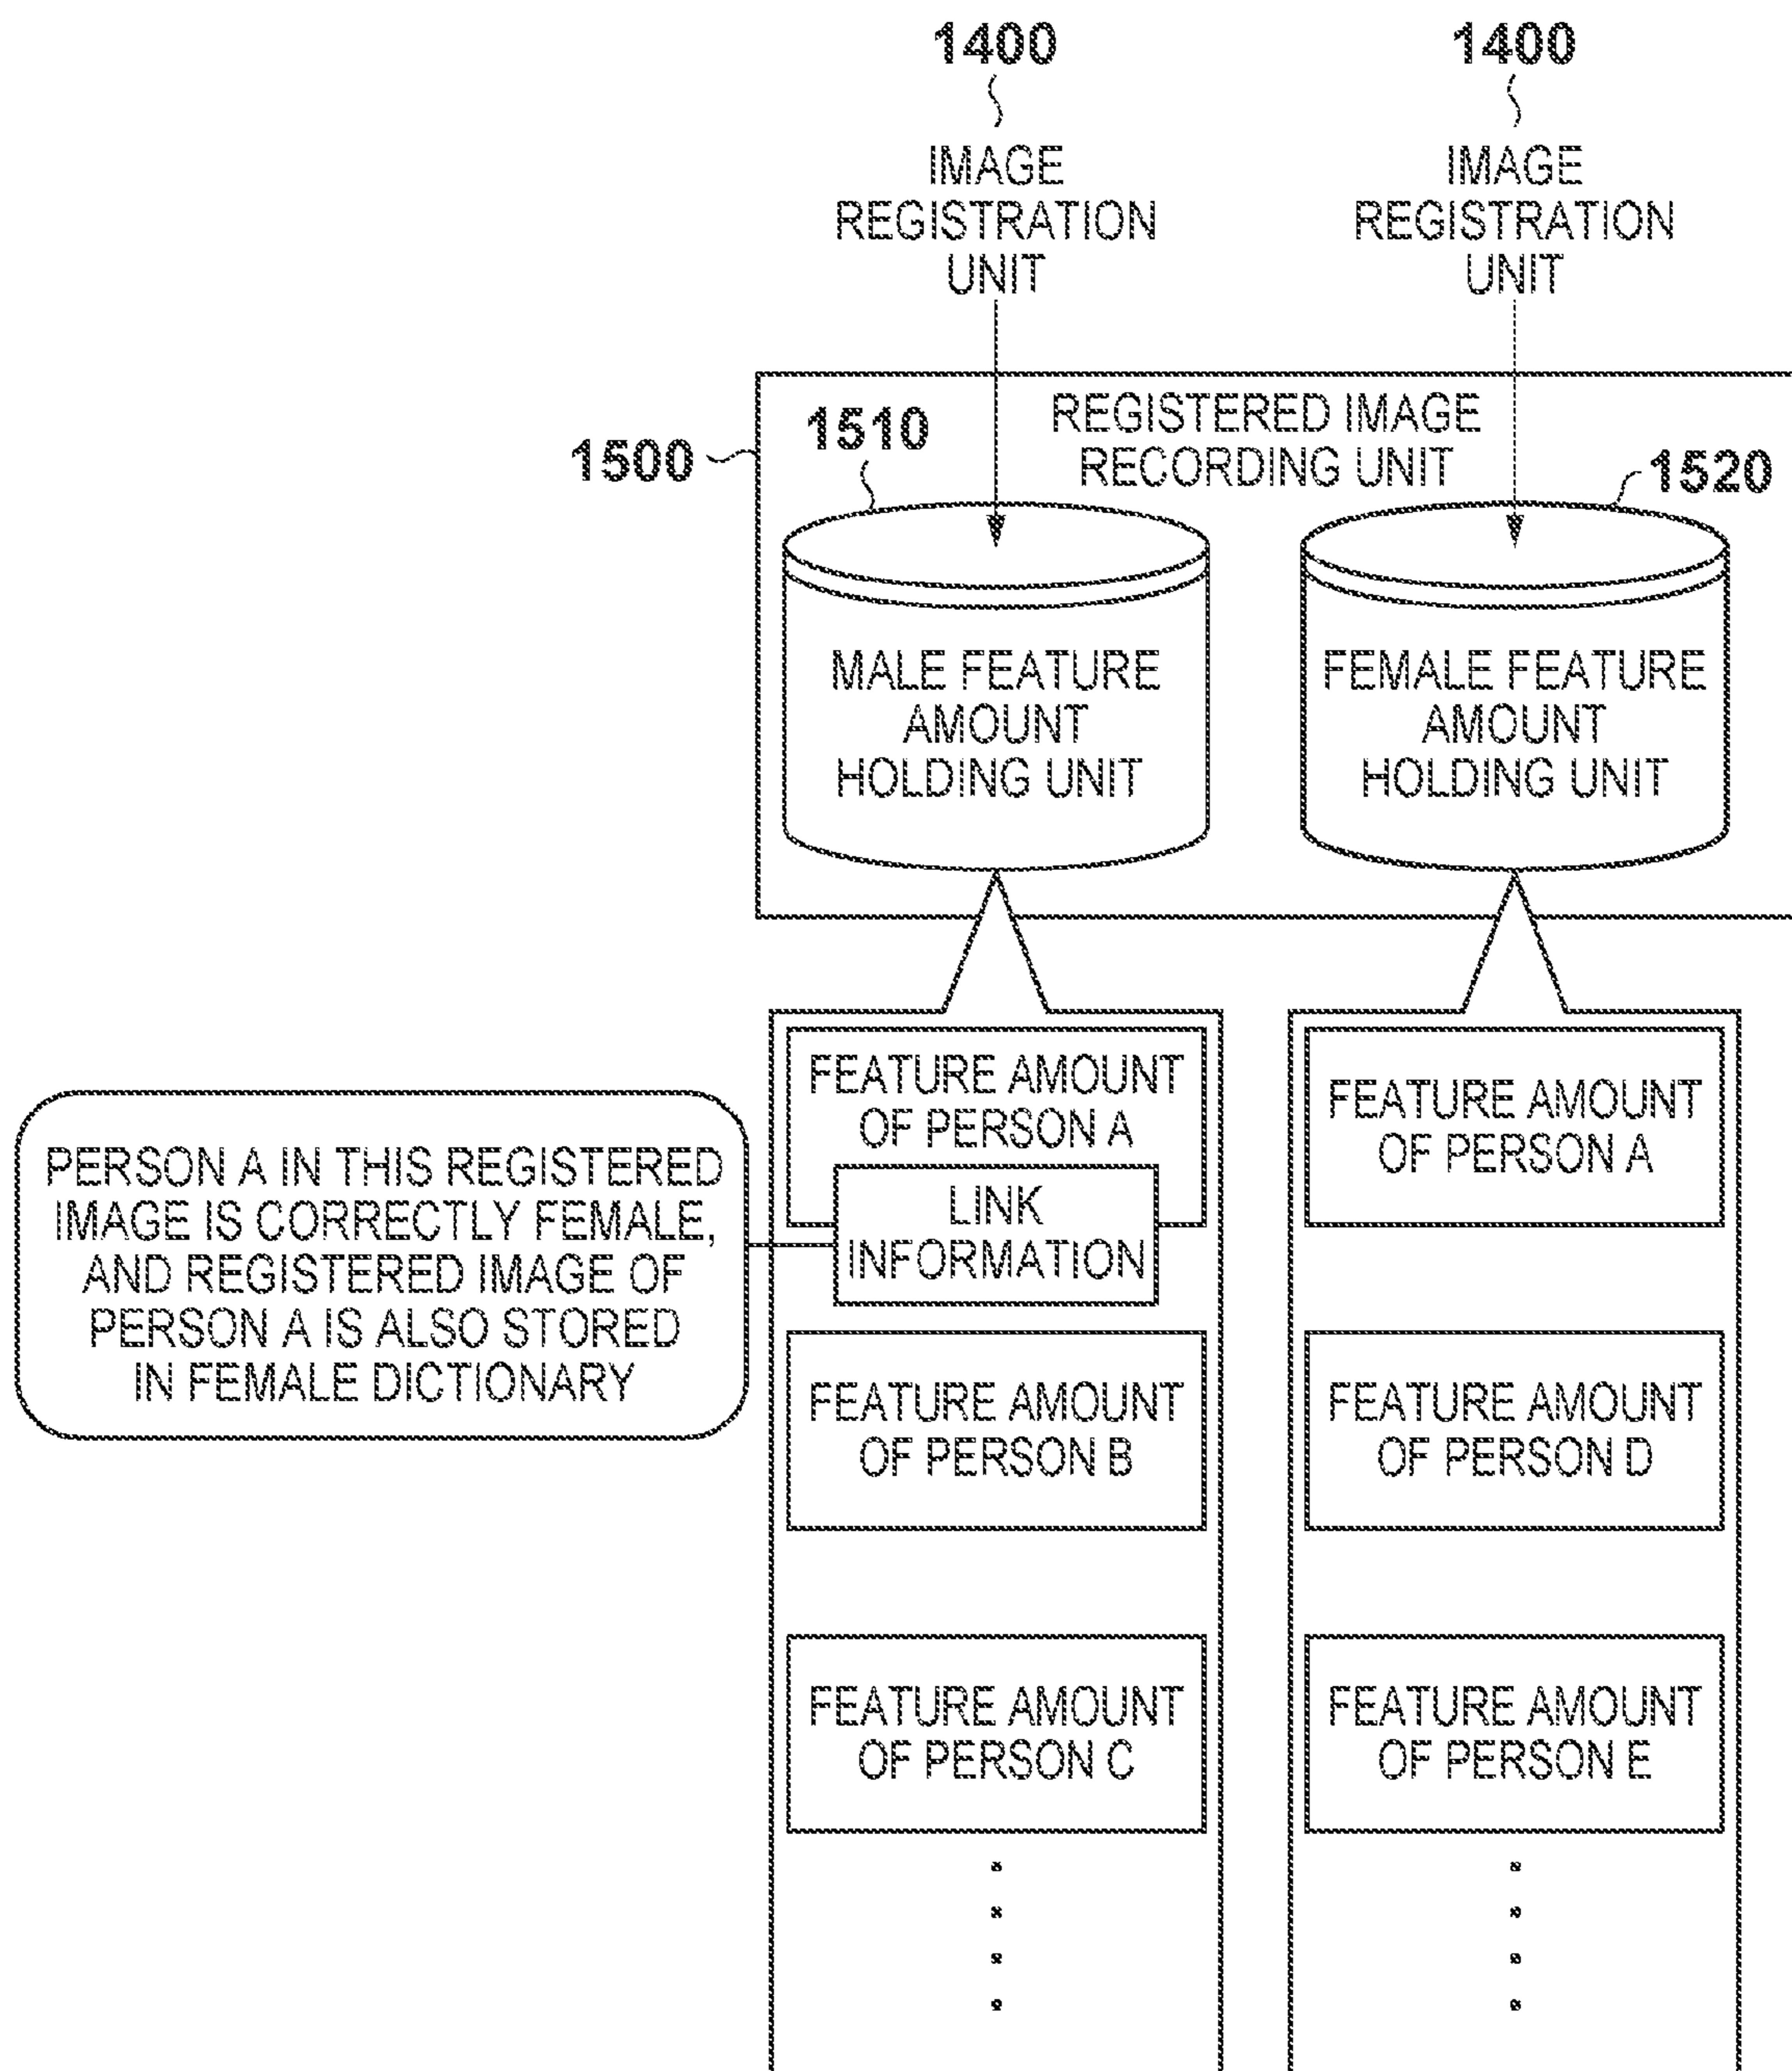 1400
1400
IMAGE
REGISTRATION
UNIT
IMAGE
REGISTRATION
UNIT
1500
1510
REGISTERED IMAGE
RECORDING UNIT
1520
MALE FEATURE
AMOUNT
HOLDING UNIT
FEMALE FEATURE
AMOUNT
HOLDING UNIT
PERSON A IN THIS REGISTERED
IMAGE IS CORRECTLY FEMALE,
AND REGISTERED IMAGE OF
PERSON A IS ALSO STORED
IN FEMALE DICTIONARY
FEATURE AMOUNT
OF PERSON A
LINK
INFORMATION
FEATURE AMOUNT
OF PERSON B
FEATURE AMOUNT
OF PERSON C
FEATURE AMOUNT
OF PERSON A
FEATURE AMOUNT
OF PERSON D
FEATURE AMOUNT
OF PERSON E